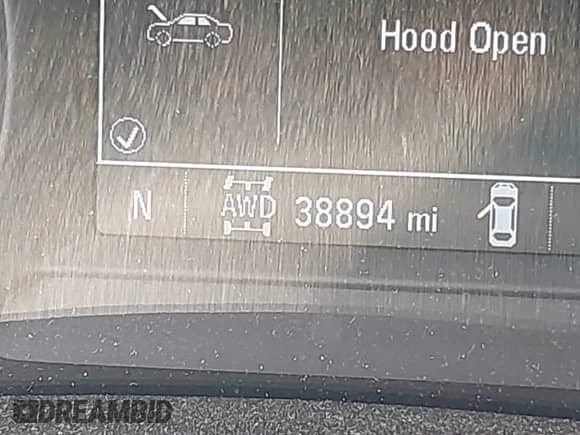 Hood Open
N AWD 38894 mi
DREAMBID